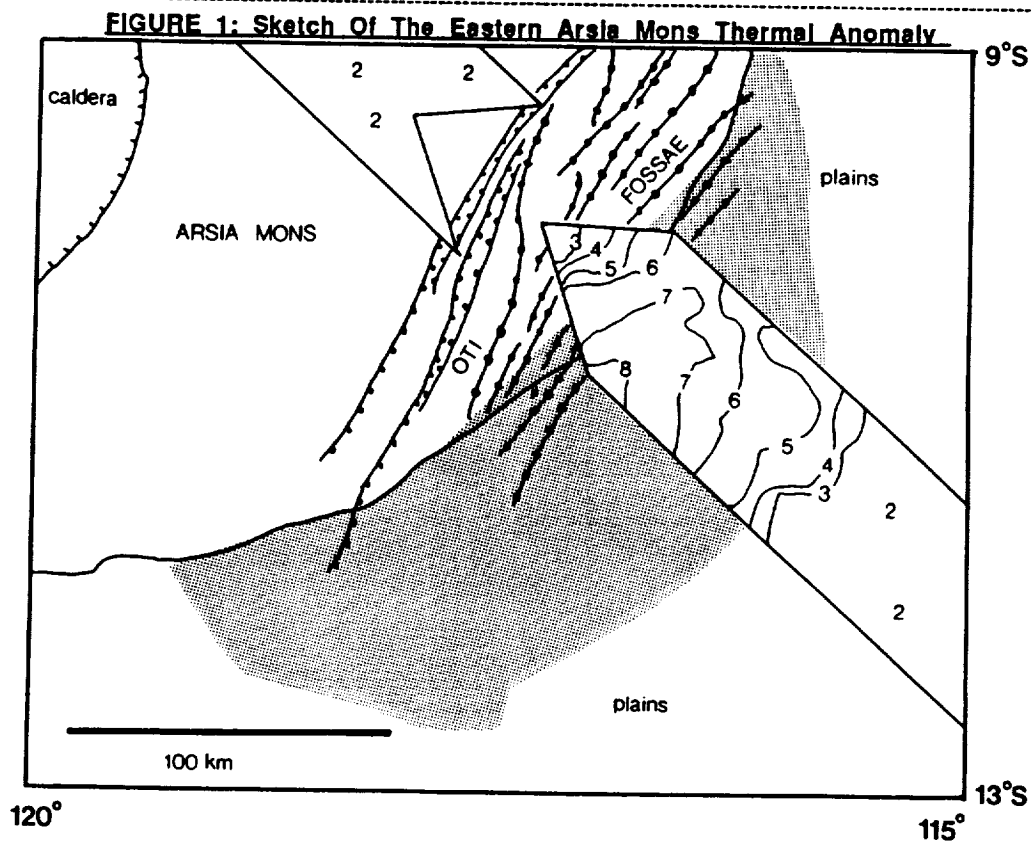 FIGURE 1: Sketch Of The Eastern Arsia Mons Thermal Anomaly
9°S
caldera
2
2
2
plains
FOSSAE
ARSIA MONS
3
4
5
6
7
OTI
8
7
6
5
4
3
2
2
plains
100 km
13°S
120°
115°